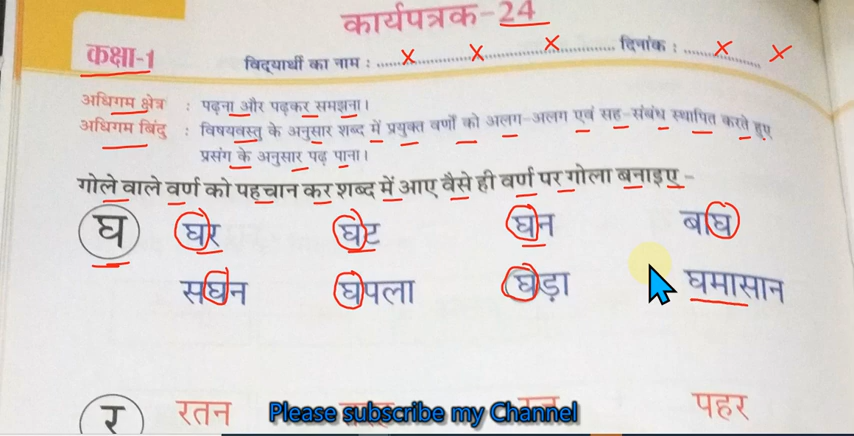 कार्यपत्रक-24
कक्षा-1
विद्यार्थी का नाम : दिनांक :
अधिगम क्षेत्र : पढ़ना और पढ़कर समझना।
अधिगम बिंदु : विषयवस्तु के अनुसार शब्द में प्रयुक्त वर्णों को अलग-अलग एवं सह-संबंध स्थापित करते हुए
प्रसंग के अनुसार पढ़ पाना।
गोले वाले वर्ण को पहचान कर शब्द में आए वैसे ही वर्ण पर गोला बनाइए -
घ घर घट घन बाघ
सघन घपला घड़ा घमासान
र रतन पहर
Please subscribe my Channel